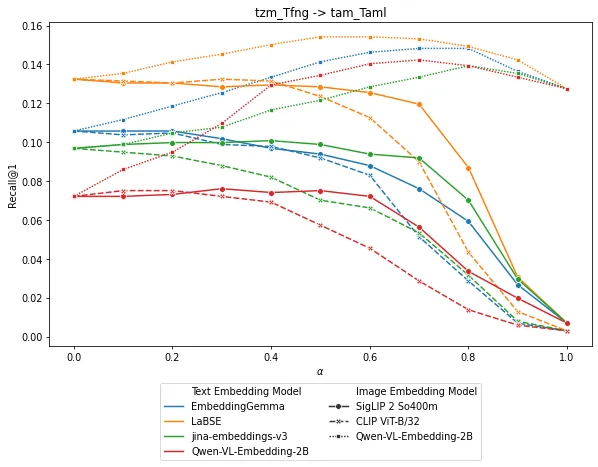 tzm_Tfng -> tam_Taml
0.16
0.14
0.12
0.10
0.08
0.06
0.04
0.02
0.00
Recall@1
0.0 0.2 0.4 0.6 0.8 1.0
α
Text Embedding Model
EmbeddingGemma
LaBSE
jina-embeddings-v3
Qwen-VL-Embedding-2B
Image Embedding Model
SigLIP 2 So400m
CLIP ViT-B/32
Qwen-VL-Embedding-2B